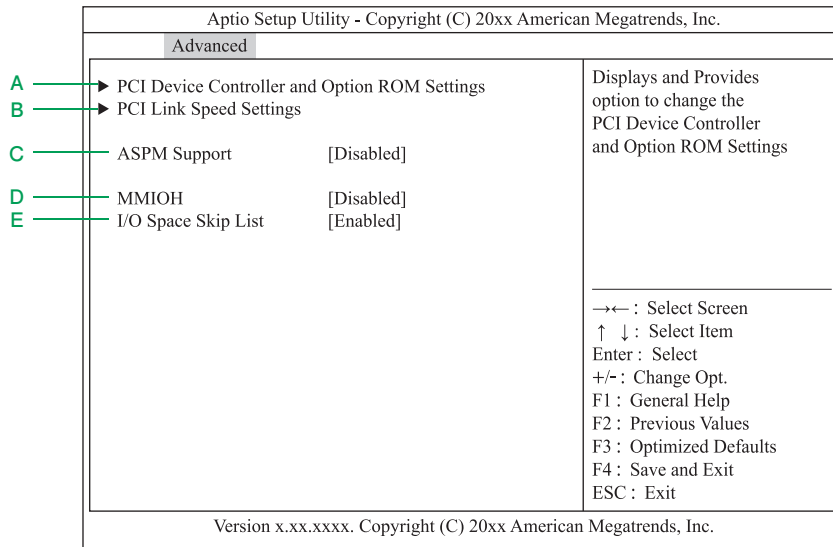 Aptio Setup Utility - Copyright (C) 20xx American Megatrends, Inc.
Advanced
A ▶ PCI Device Controller and Option ROM Settings
B ▶ PCI Link Speed Settings
C ASPM Support [Disabled]
D MMIOH [Disabled]
E I/O Space Skip List [Enabled]
Displays and Provides
option to change the
PCI Device Controller
and Option ROM Settings
→← : Select Screen
↑ ↓ : Select Item
Enter : Select
+/- : Change Opt.
F1 : General Help
F2 : Previous Values
F3 : Optimized Defaults
F4 : Save and Exit
ESC : Exit
Version x.xx.xxxx. Copyright (C) 20xx American Megatrends, Inc.